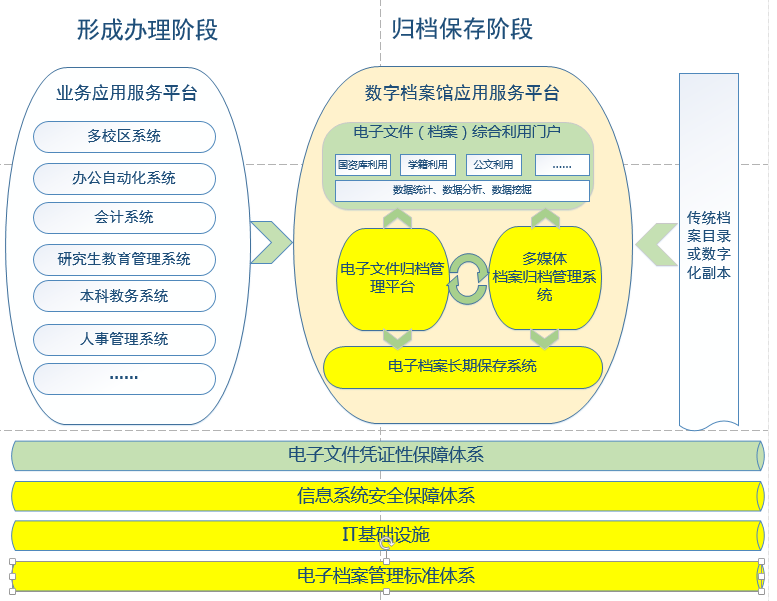 形成办理阶段
归档保存阶段
业务应用服务平台
多校区系统
办公自动化系统
会计系统
研究生教育管理系统
本科教务系统
人事管理系统
……
数字档案馆应用服务平台
电子文件（档案）综合利用门户
国资库利用
学籍利用
公文利用
……
数据统计、数据分析、数据挖掘
电子文件归档管
理平台
多媒体
档案归档管理系
统
电子档案长期保存系统
传统档
案目录
或数字
化副本
电子文件凭证性保障体系
信息系统安全保障体系
IT基础设施
电子档案管理标准体系